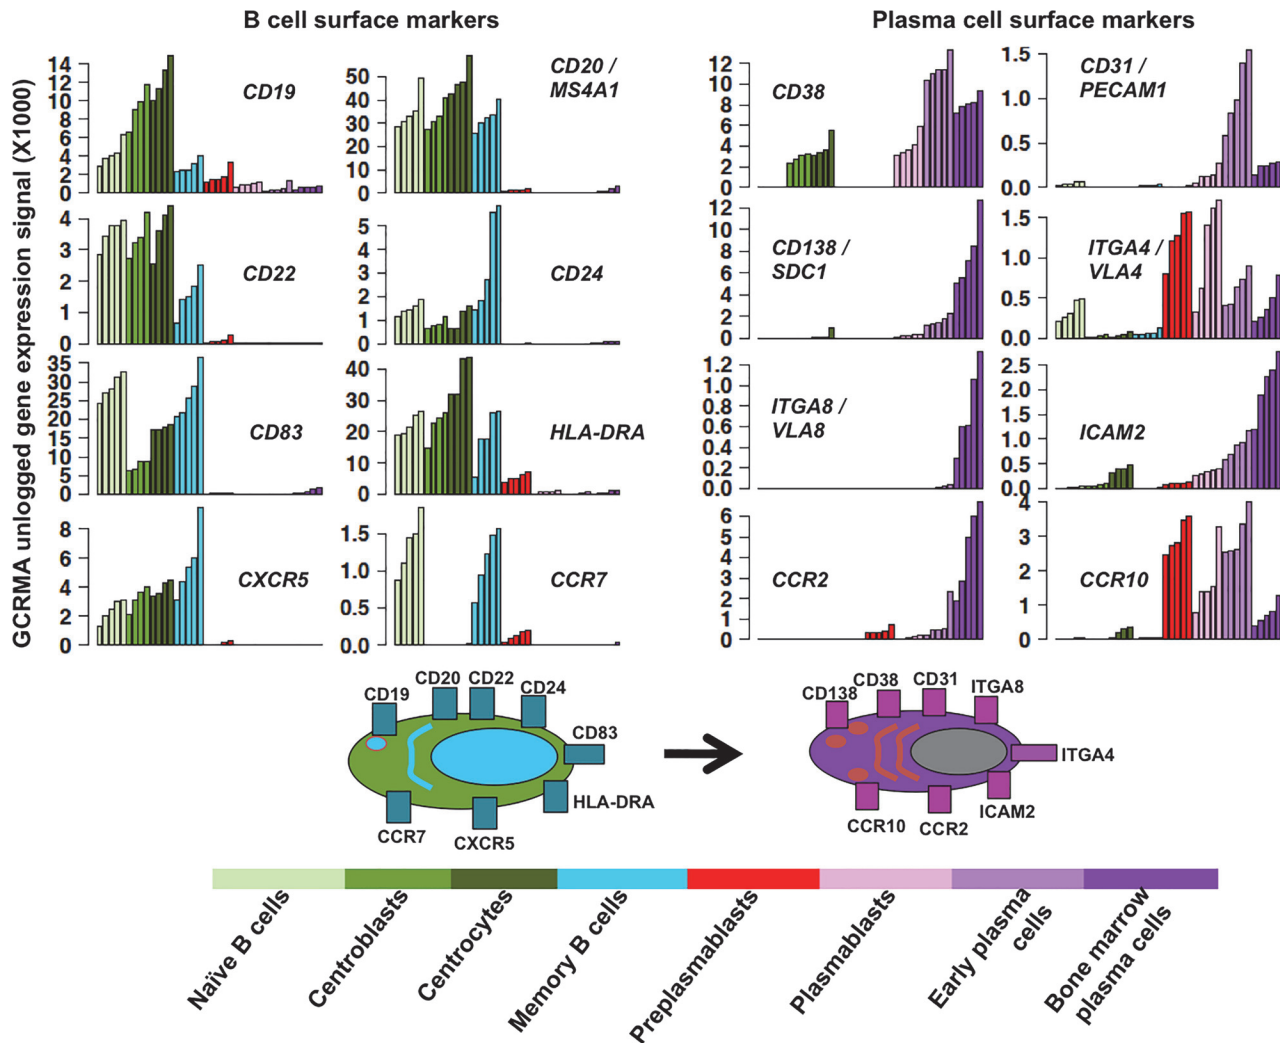 B cell surface markers
Plasma cell surface markers
GCRMA unlogged gene expression signal (X1000)
14
12
10
8
6
4
2
0
CD19
50
40
30
20
10
0
CD20 /
MS4A1
12
10
8
6
4
2
0
CD38
1.5
1.0
0.5
0.0
CD31 /
PECAM1
4
3
2
1
0
CD22
5
4
3
2
1
0
CD24
12
10
8
6
4
2
0
CD138 /
SDC1
1.5
1.0
0.5
0.0
ITGA4 /
VLA4
35
30
25
20
15
10
5
0
CD83
40
30
20
10
0
HLA-DRA
1.2
1.0
0.8
0.6
0.4
0.2
0.0
ITGA8 /
VLA8
2.5
2.0
1.5
1.0
0.5
0.0
ICAM2
8
6
4
2
0
CXCR5
1.5
1.0
0.5
0.0
CCR7
6
5
4
3
2
1
0
CCR2
4
3
2
1
0
CCR10
CD19
CD20
CD22
CD24
CD83
HLA-DRA
CXCR5
CCR7
CD138
CD38
CD31
ITGA8
ITGA4
ICAM2
CCR2
CCR10
Naïve B cells
Centroblasts
Centrocytes
Memory B cells
Preplasmablasts
Plasmablasts
Early plasma
cells
Bone marrow
plasma cells